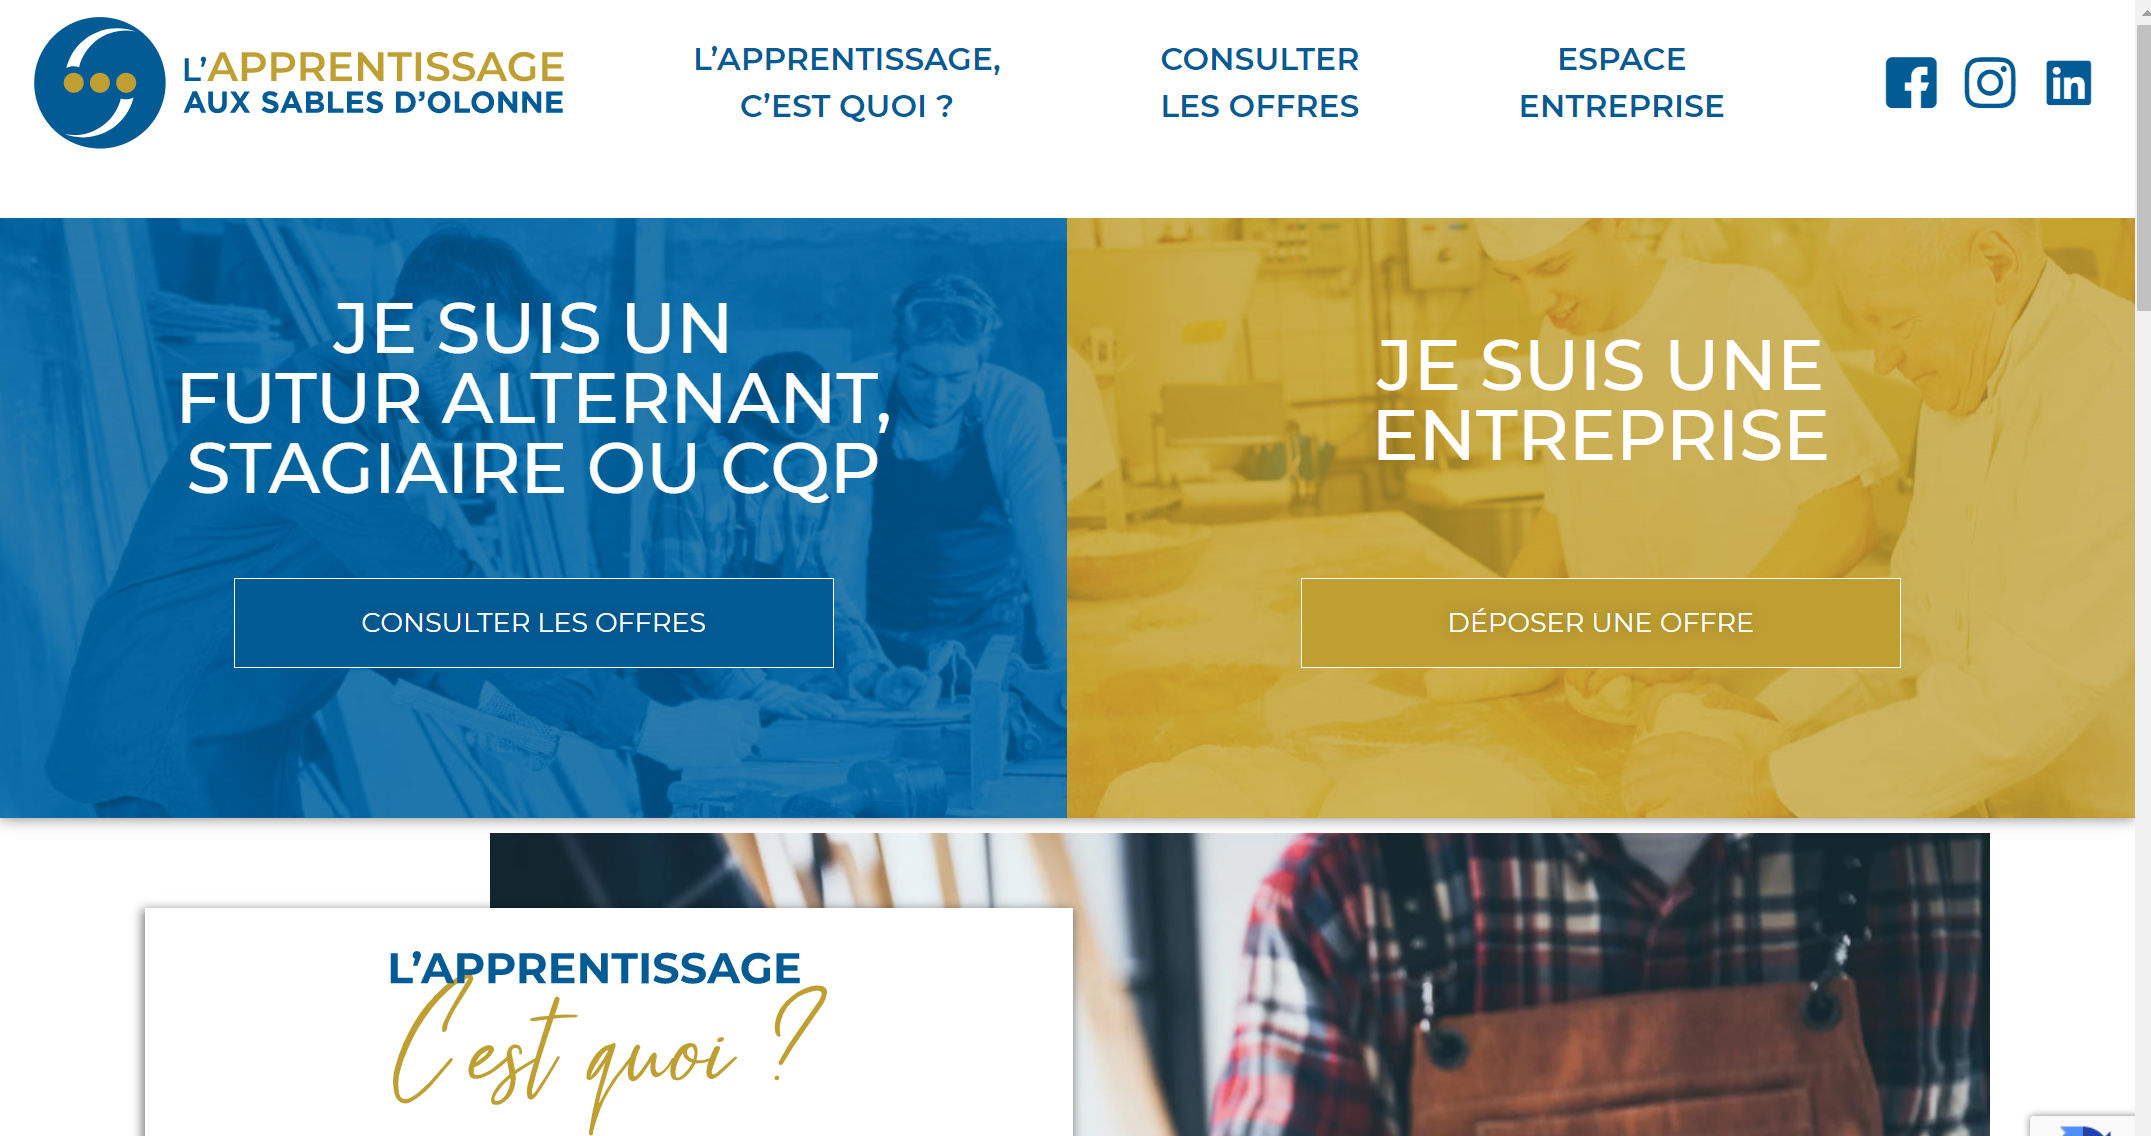 L’APPRENTISSAGE
AUX SABLES D’OLONNE
L’APPRENTISSAGE,
C’EST QUOI ?
CONSULTER
LES OFFRES
ESPACE
ENTREPRISE
JE SUIS UN
FUTUR ALTERNANT,
STAGIAIRE OU CQP
CONSULTER LES OFFRES
JE SUIS UNE
ENTREPRISE
DÉPOSER UNE OFFRE
L’APPRENTISSAGE
C'est quoi ?